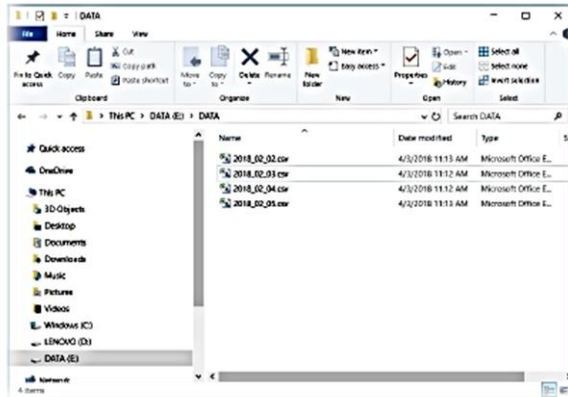 DATA
File Home Share View
Pin to Quick access
Copy
Paste
Cut
Copy path
Paste shortcut
Move to
Copy to
Delete
Rename
New folder
New item
Easy access
Properties
Open
Edit
History
Select all
Select none
Invert selection
Clipboard Organize New Open Select
This PC > DATA (E:) > DATA
Search DATA
Name Date modified Type S
2018_02_02.csv 4/3/2018 11:13 AM Microsoft Office E...
2018_02_03.csv 4/3/2018 11:12 AM Microsoft Office E...
2018_02_04.csv 4/3/2018 11:12 AM Microsoft Office E...
2018_02_05.csv 4/3/2018 11:13 AM Microsoft Office E...
Quick access
OneDrive
This PC
3D Objects
Desktop
Documents
Downloads
Music
Pictures
Videos
Windows (C:)
LENOVO (D:)
DATA (E:)
Network
4 items